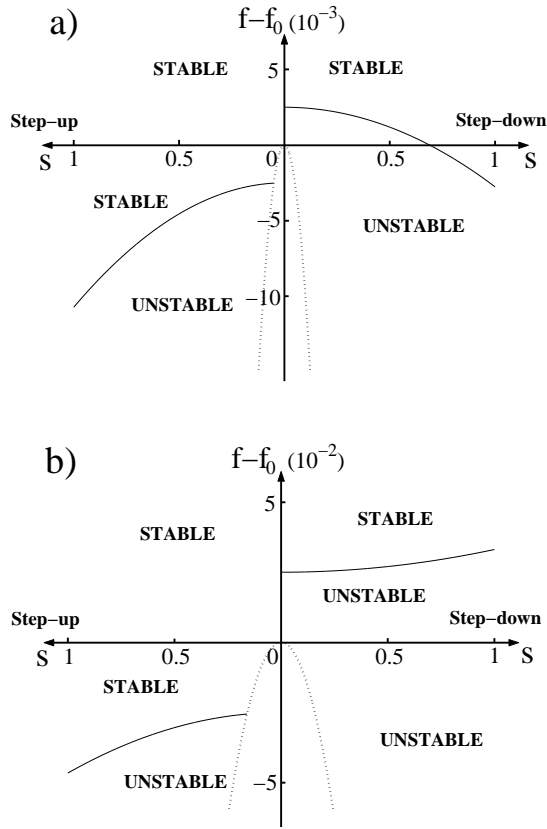 a)
f−f₀ (10⁻³)
5
STABLE STABLE
Step−up Step−down
S 1 0.5 0 0.5 1 S
STABLE
−5 UNSTABLE
UNSTABLE −10
b)
f−f₀ (10⁻²)
5
STABLE STABLE
UNSTABLE
Step−up Step−down
S 1 0.5 0 0.5 1 S
STABLE
UNSTABLE
UNSTABLE −5